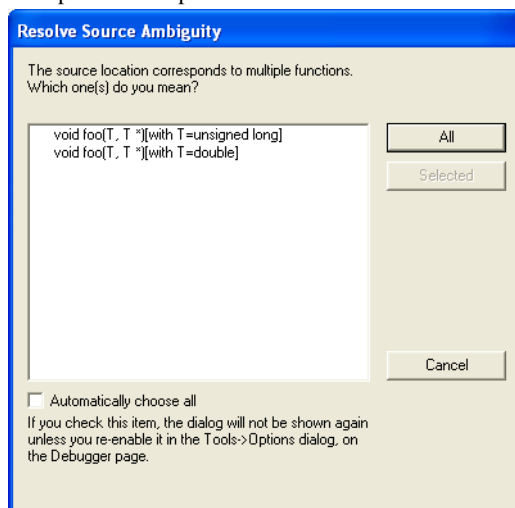 Resolve Source Ambiguity
The source location corresponds to multiple functions.
Which one(s) do you mean?
void foo(T, T *)[with T=unsigned long]
void foo(T, T *)[with T=double]
All
Selected
Cancel
Automatically choose all
If you check this item, the dialog will not be shown again
unless you re-enable it in the Tools->Options dialog, on
the Debugger page.